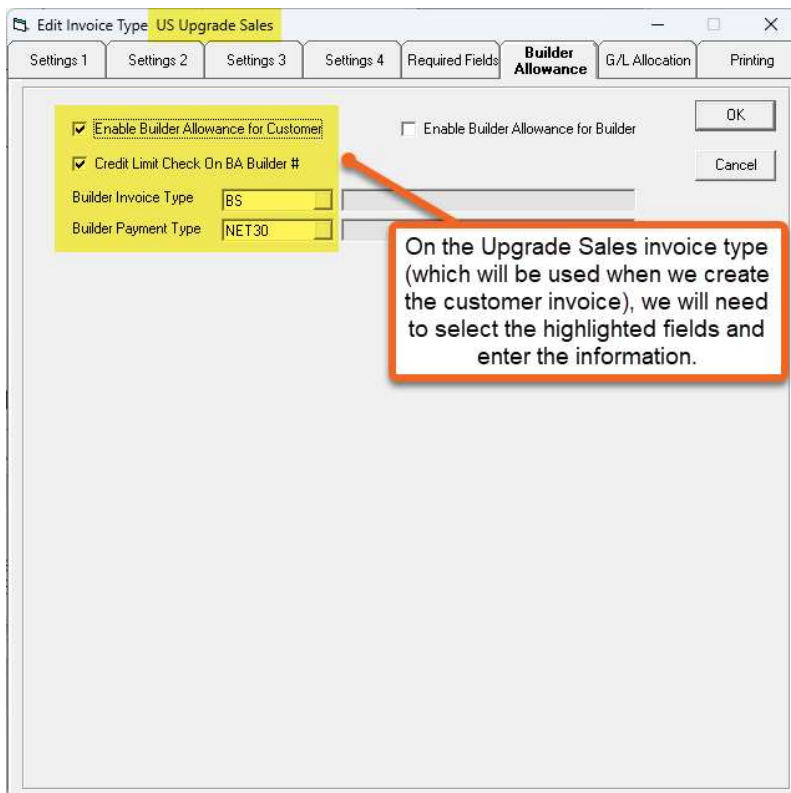 Edit Invoice Type US Upgrade Sales
Settings 1 Settings 2 Settings 3 Settings 4 Required Fields Builder Allowance G/L Allocation Printing
Enable Builder Allowance for Customer Enable Builder Allowance for Builder OK
Credit Limit Check On BA Builder # Cancel
Builder Invoice Type BS
Builder Payment Type NET30
On the Upgrade Sales invoice type
(which will be used when we create
the customer invoice), we will need
to select the highlighted fields and
enter the information.